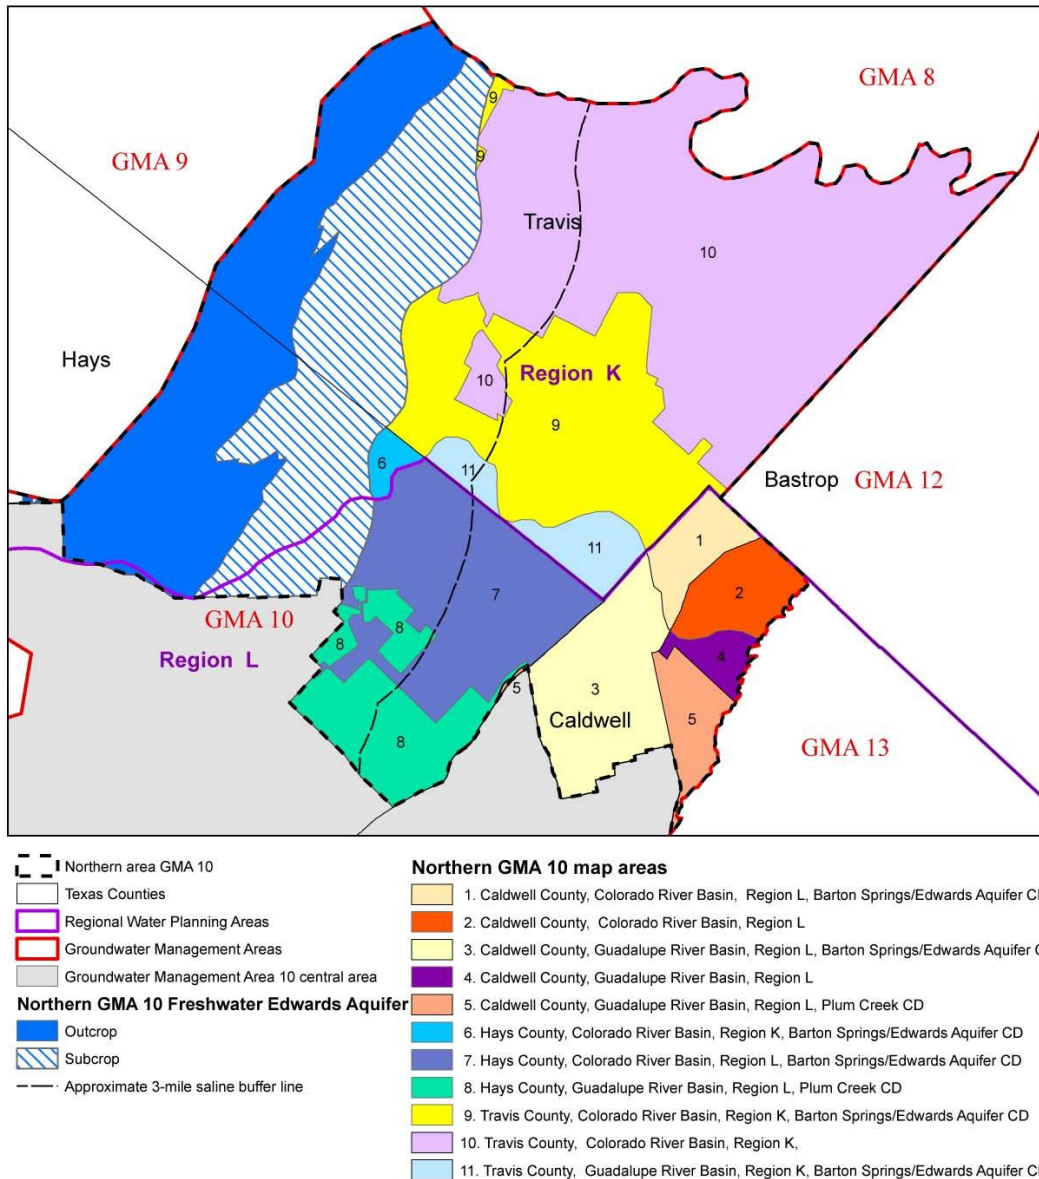 GMA 8
GMA 9
9
9
Travis
10
Hays
10
Region K
9
6
11
11
Bastrop
GMA 12
1
2
7
GMA 10
8
8
Region L
4
5
3
5
Caldwell
8
GMA 13
Northern area GMA 10
Texas Counties
Regional Water Planning Areas
Groundwater Management Areas
Groundwater Management Area 10 central area
Northern GMA 10 Freshwater Edwards Aquifer
Outcrop
Subcrop
Approximate 3-mile saline buffer line
Northern GMA 10 map areas
1. Caldwell County, Colorado River Basin, Region L, Barton Springs/Edwards Aquifer CD
2. Caldwell County, Colorado River Basin, Region L
3. Caldwell County, Guadalupe River Basin, Region L, Barton Springs/Edwards Aquifer C
4. Caldwell County, Guadalupe River Basin, Region L
5. Caldwell County, Guadalupe River Basin, Region L, Plum Creek CD
6. Hays County, Colorado River Basin, Region K, Barton Springs/Edwards Aquifer CD
7. Hays County, Colorado River Basin, Region L, Barton Springs/Edwards Aquifer CD
8. Hays County, Guadalupe River Basin, Region L, Plum Creek CD
9. Travis County, Colorado River Basin, Region K, Barton Springs/Edwards Aquifer CD
10. Travis County, Colorado River Basin, Region K,
11. Travis County, Guadalupe River Basin, Region K, Barton Springs/Edwards Aquifer C